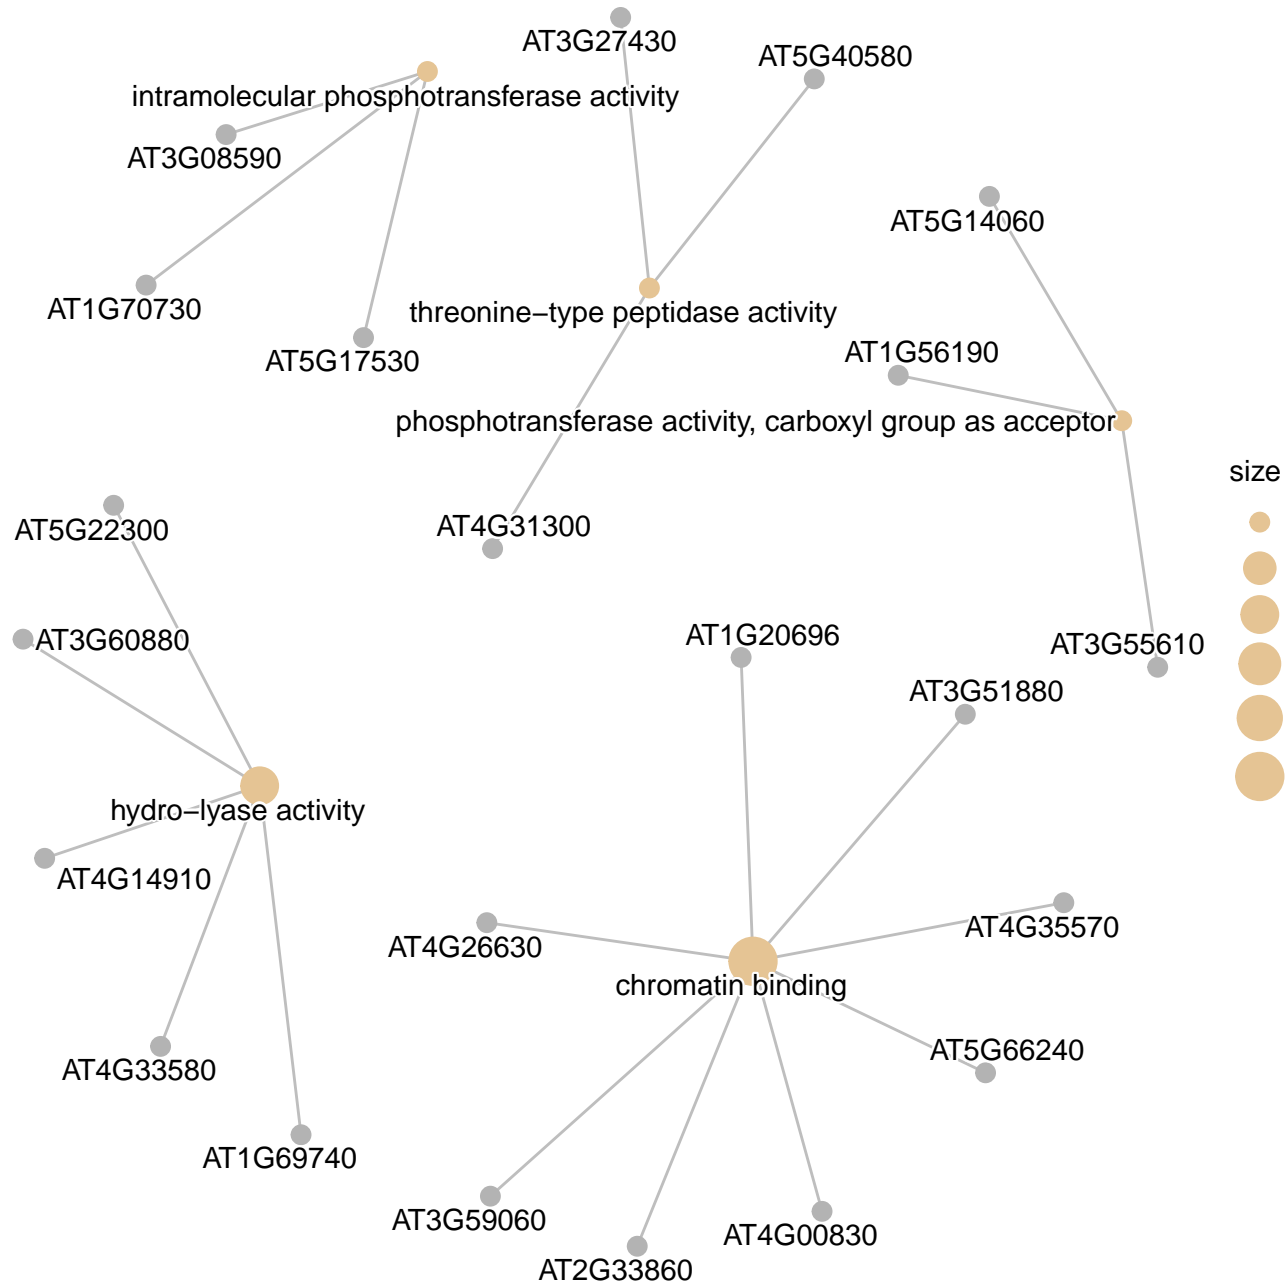 AT3G27430
AT5G40580
intramolecular phosphotransferase activity
AT3G08590
AT5G14060
AT1G70730
threonine−type peptidase activity
AT5G17530
AT1G56190
phosphotransferase activity, carboxyl group as acceptor
size
AT5G22300
AT4G31300
AT3G60880
AT1G20696
AT3G55610
AT3G51880
hydro−lyase activity
AT4G14910
AT4G35570
AT4G26630
chromatin binding
AT5G66240
AT4G33580
AT1G69740
AT3G59060
AT4G00830
AT2G33860